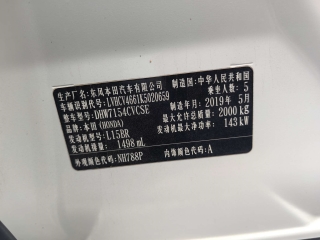 生产厂名: 东风本田汽车有限公司 制造国: 中华人民共和国
车辆识别代号: LVHCV4661K5020659 乘坐人数: 5
整车型号: DHW7154CVCSE 制造年月: 2019年 5月
品牌: 本田 (HONDA) 最大允许总质量: 2000 kg
发动机型号: L15BR 发动机最大净功率: 143 kW
发动机排量: 1498 mL
外观颜色代码: NH788P 内饰颜色代码: A